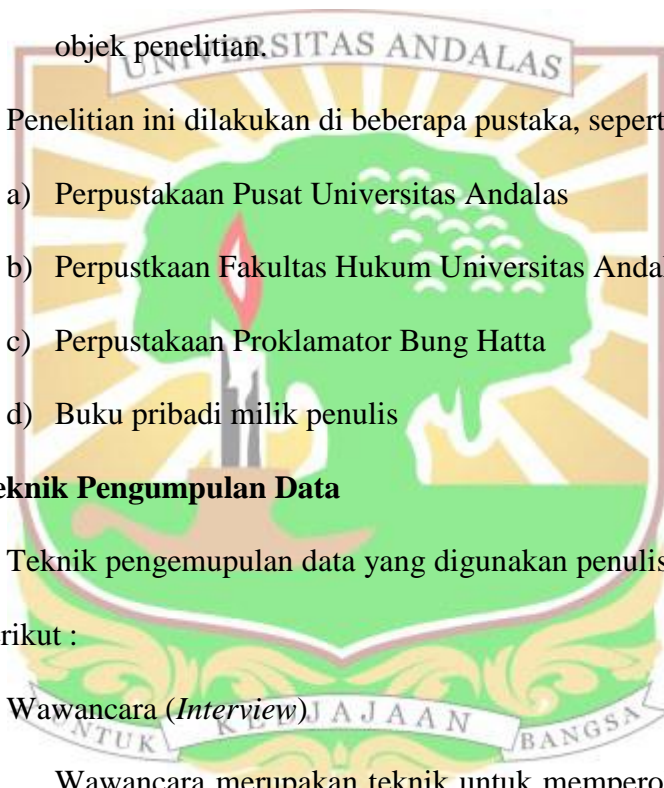 objek penelitian.
UNIVERSITAS ANDALAS
Penelitian ini dilakukan di beberapa pustaka, sepert
a) Perpustakaan Pusat Universitas Andalas
b) Perpustkaan Fakultas Hukum Universitas Andal
c) Perpustakaan Proklamator Bung Hatta
d) Buku pribadi milik penulis
eknik Pengumpulan Data
Teknik pengemupulan data yang digunakan penulis
rikut :
Wawancara (Interview)
UNTUK KEDJAJAAN BANGSA
Wawancara merupakan teknik untuk mempero